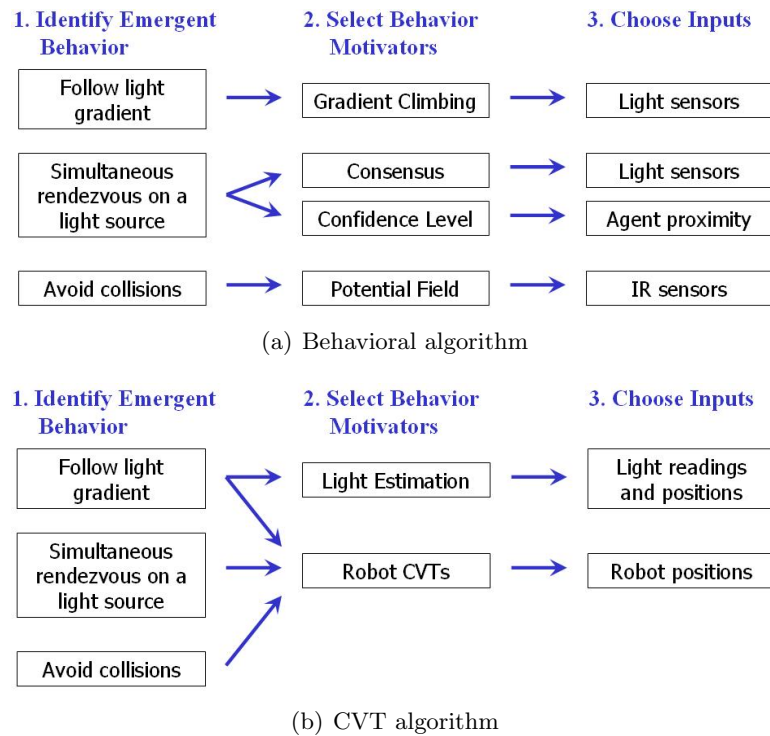 1. Identify Emergent
Behavior
2. Select Behavior
Motivators
3. Choose Inputs
Follow light
gradient
Gradient Climbing
Light sensors
Simultaneous
rendezvous on a
light source
Consensus
Light sensors
Confidence Level
Agent proximity
Avoid collisions
Potential Field
IR sensors
(a) Behavioral algorithm
1. Identify Emergent
Behavior
2. Select Behavior
Motivators
3. Choose Inputs
Follow light
gradient
Light Estimation
Light readings
and positions
Simultaneous
rendezvous on a
light source
Robot CVTs
Robot positions
Avoid collisions
(b) CVT algorithm